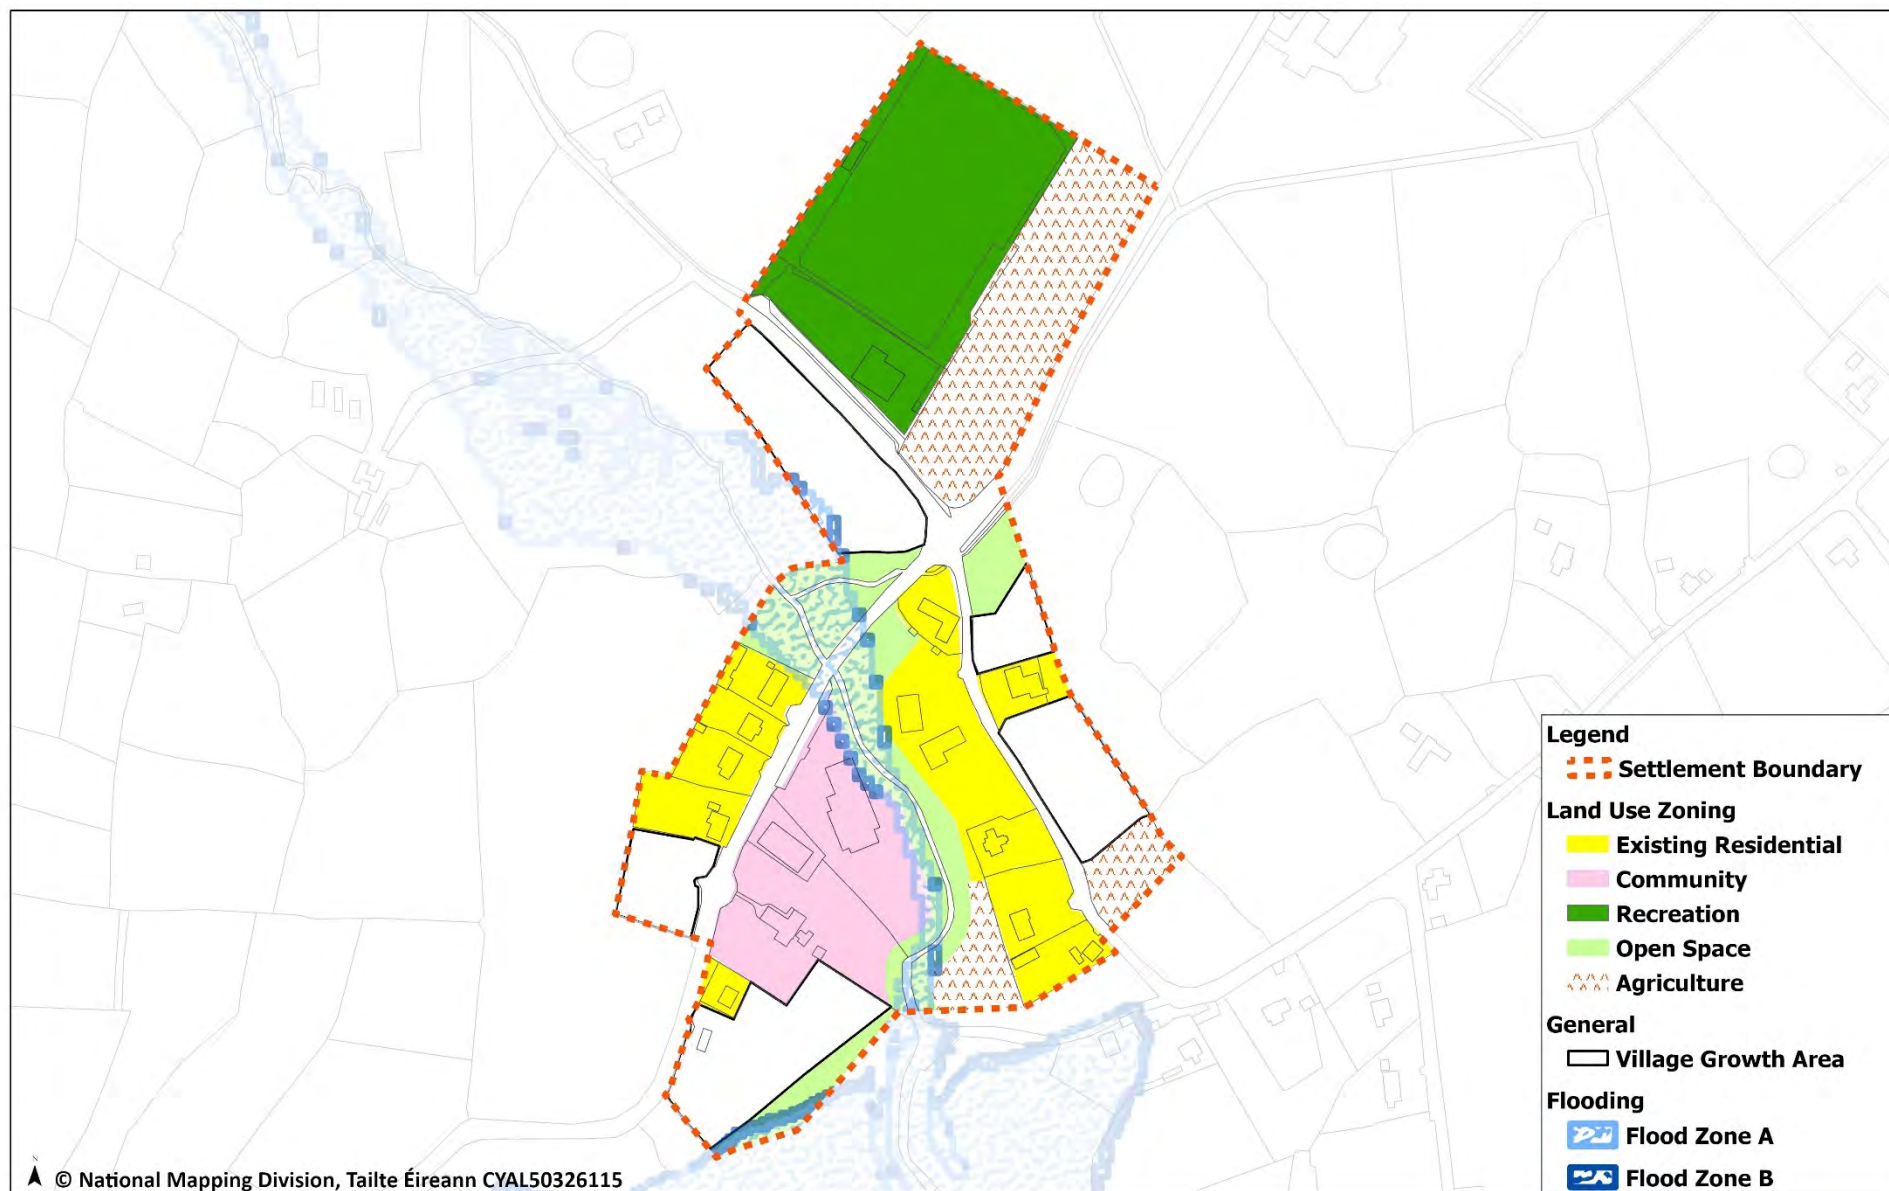 Legend
Settlement Boundary
Land Use Zoning
Existing Residential
Community
Recreation
Open Space
Agriculture
General
Village Growth Area
Flooding
Flood Zone A
Flood Zone B
N
© National Mapping Division, Tailte Éireann CYAL50326115